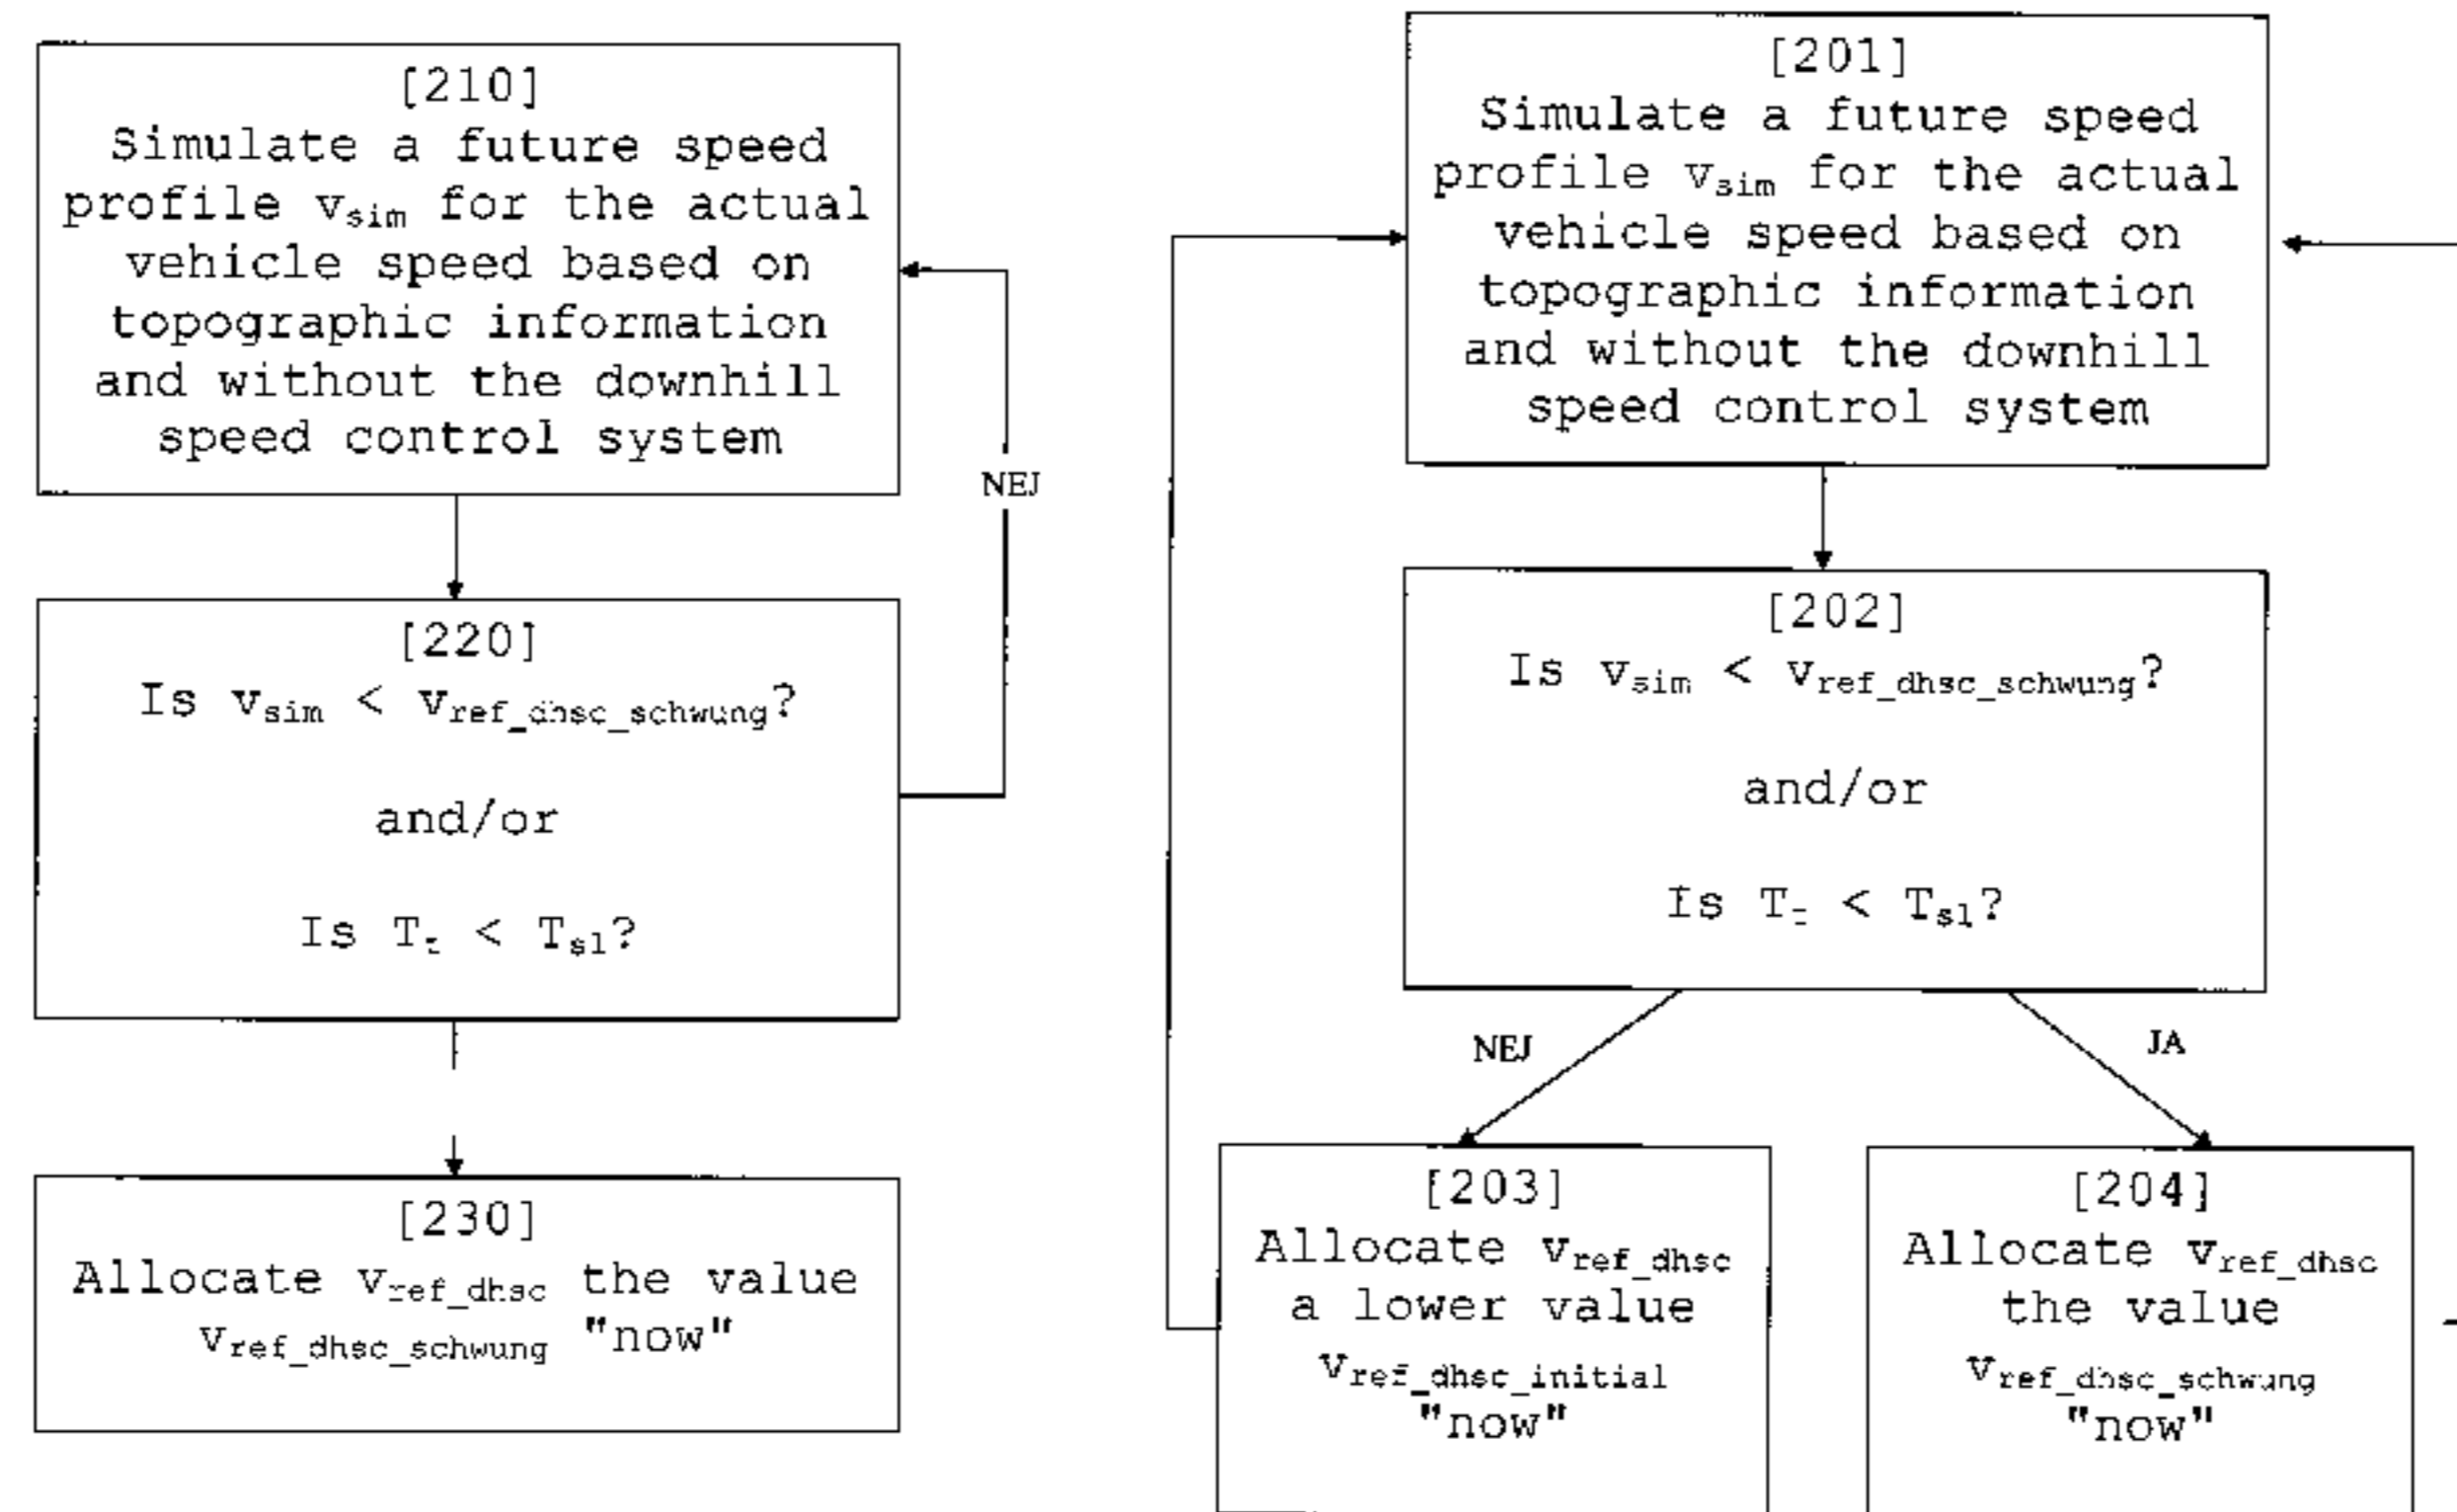 [210]
Simulate a future speed
profile vsim for the actual
vehicle speed based on
topographic information
and without the downhill
speed control system
NEJ
[220]
Is vsim < vref_dhsc_schwung?
and/or
Is Tt < Tsl?
[230]
Allocate vref_dhsc the value
vref_dhsc_schwung "now"
[201]
Simulate a future speed
profile vsim for the actual
vehicle speed based on
topographic information
and without the downhill
speed control system
[202]
Is vsim < vref_dhsc_schwung?
and/or
Is Tt < Tsl?
NEJ
JA
[203]
Allocate vref_dhsc
a lower value
vref_dhsc_initial
"now"
[204]
Allocate vref_dhsc
the value
vref_dhsc_schwung
"now"